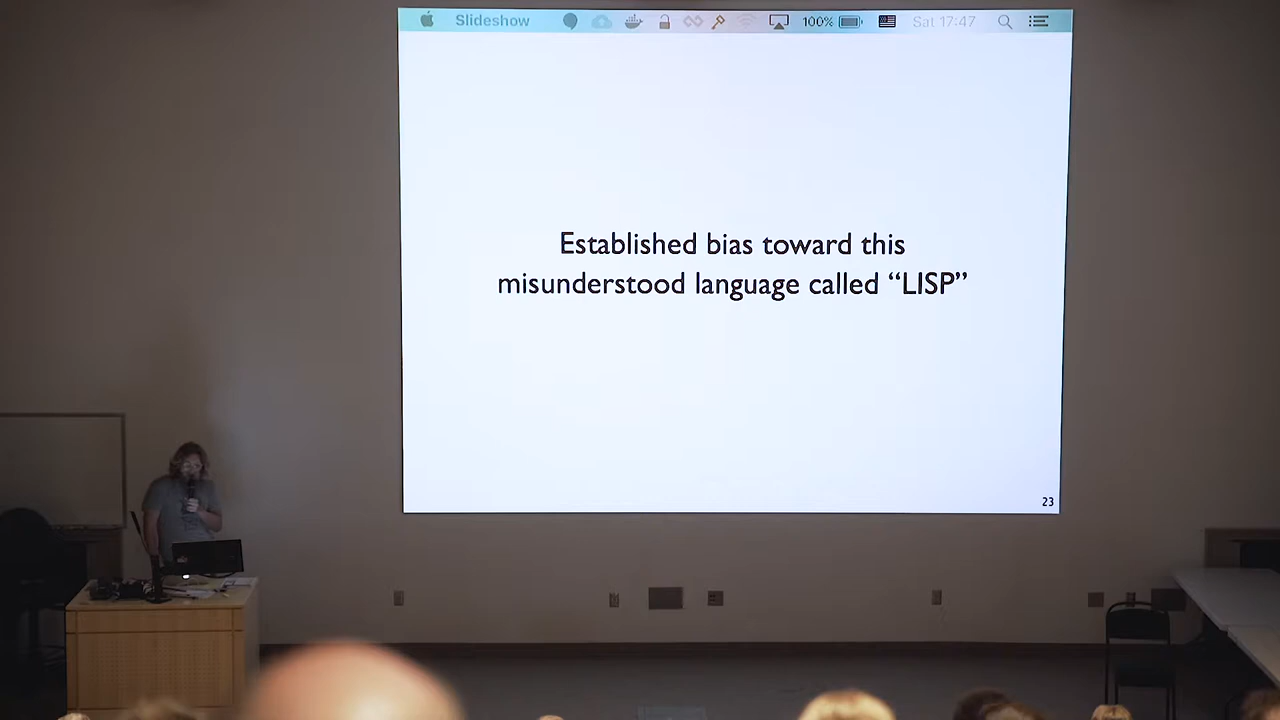 Slideshow 100% Sat 17:47
Established bias toward this
misunderstood language called “LISP”
23